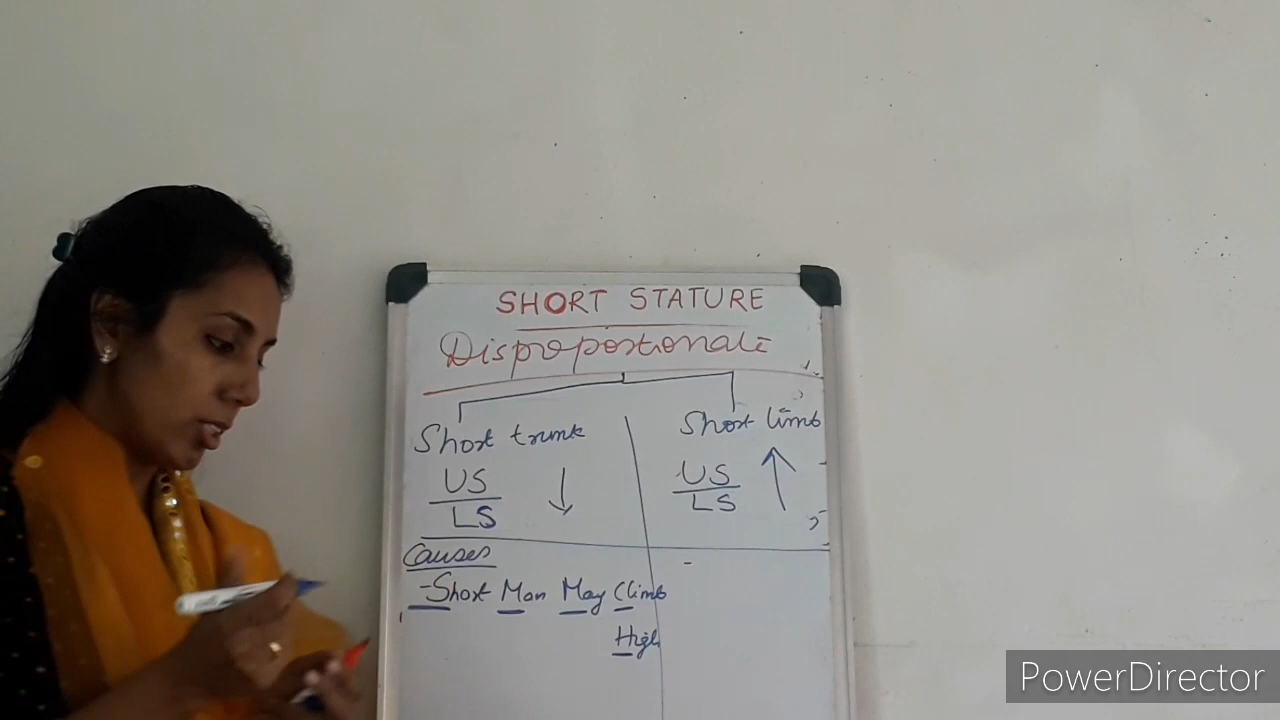 SHORT STATURE
Disproportionate
Short trunk
US
LS
Short limb
US
LS
Causes
- Short Man May Climb
High
PowerDirector